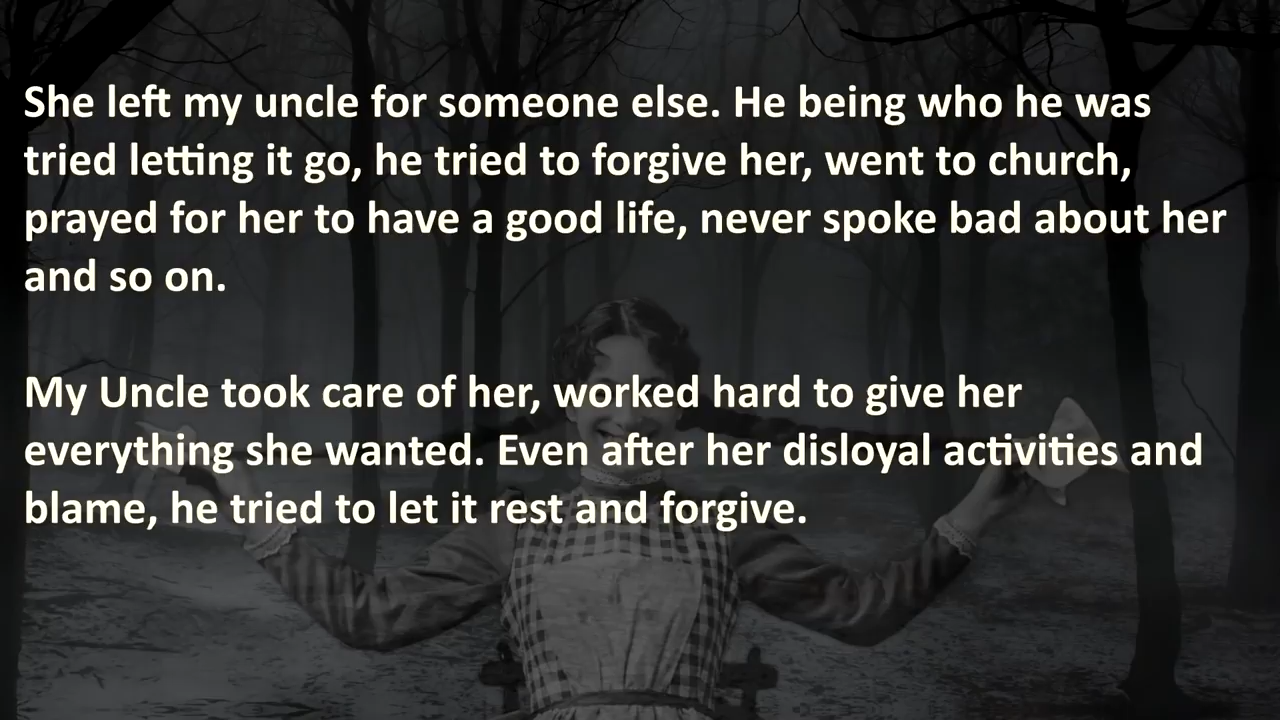 She left my uncle for someone else. He being who he was
tried letting it go, he tried to forgive her, went to church,
prayed for her to have a good life, never spoke bad about her
and so on.
My Uncle took care of her, worked hard to give her
everything she wanted. Even after her disloyal activities and
blame, he tried to let it rest and forgive.